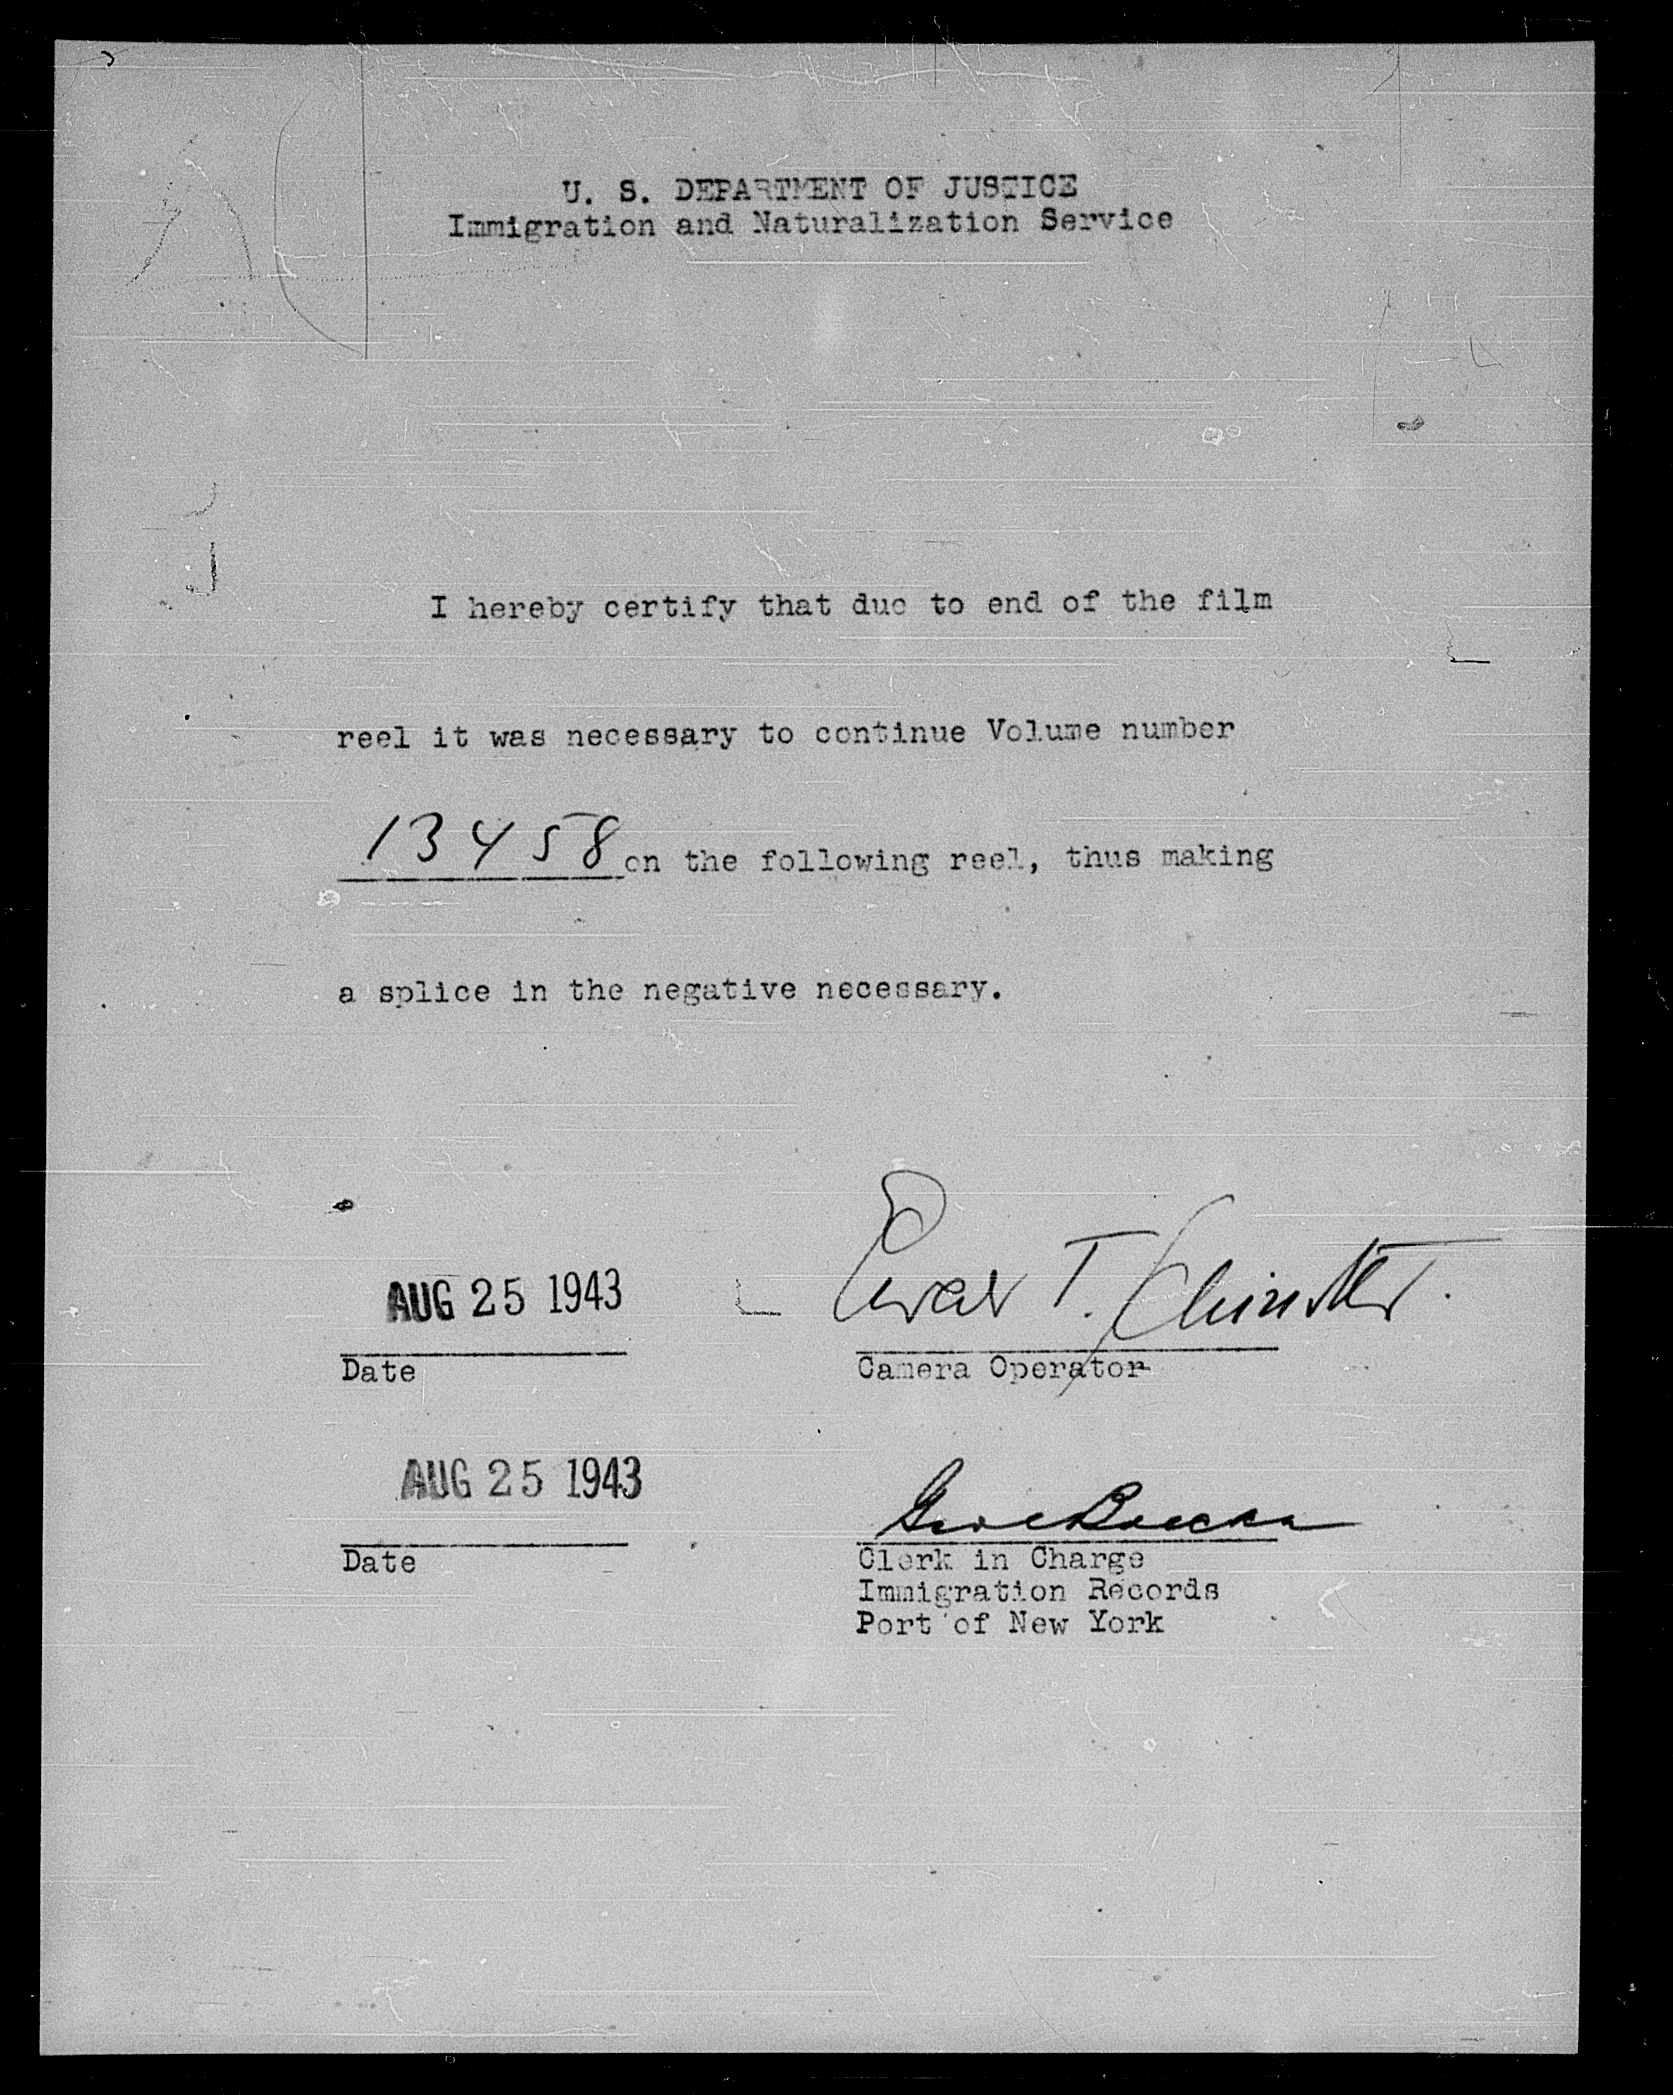 U. S. DEPARTMENT OF JUSTICE
Immigration and Naturalization Service
I hereby certify that due to end of the film
reel it was necessary to continue Volume number
13458 on the following reel, thus making
a splice in the negative necessary.
AUG 25 1943
Date
T.
Camera Operator
AUG 25 1943
Date
Clerk in Charge
Immigration Records
Port of New York